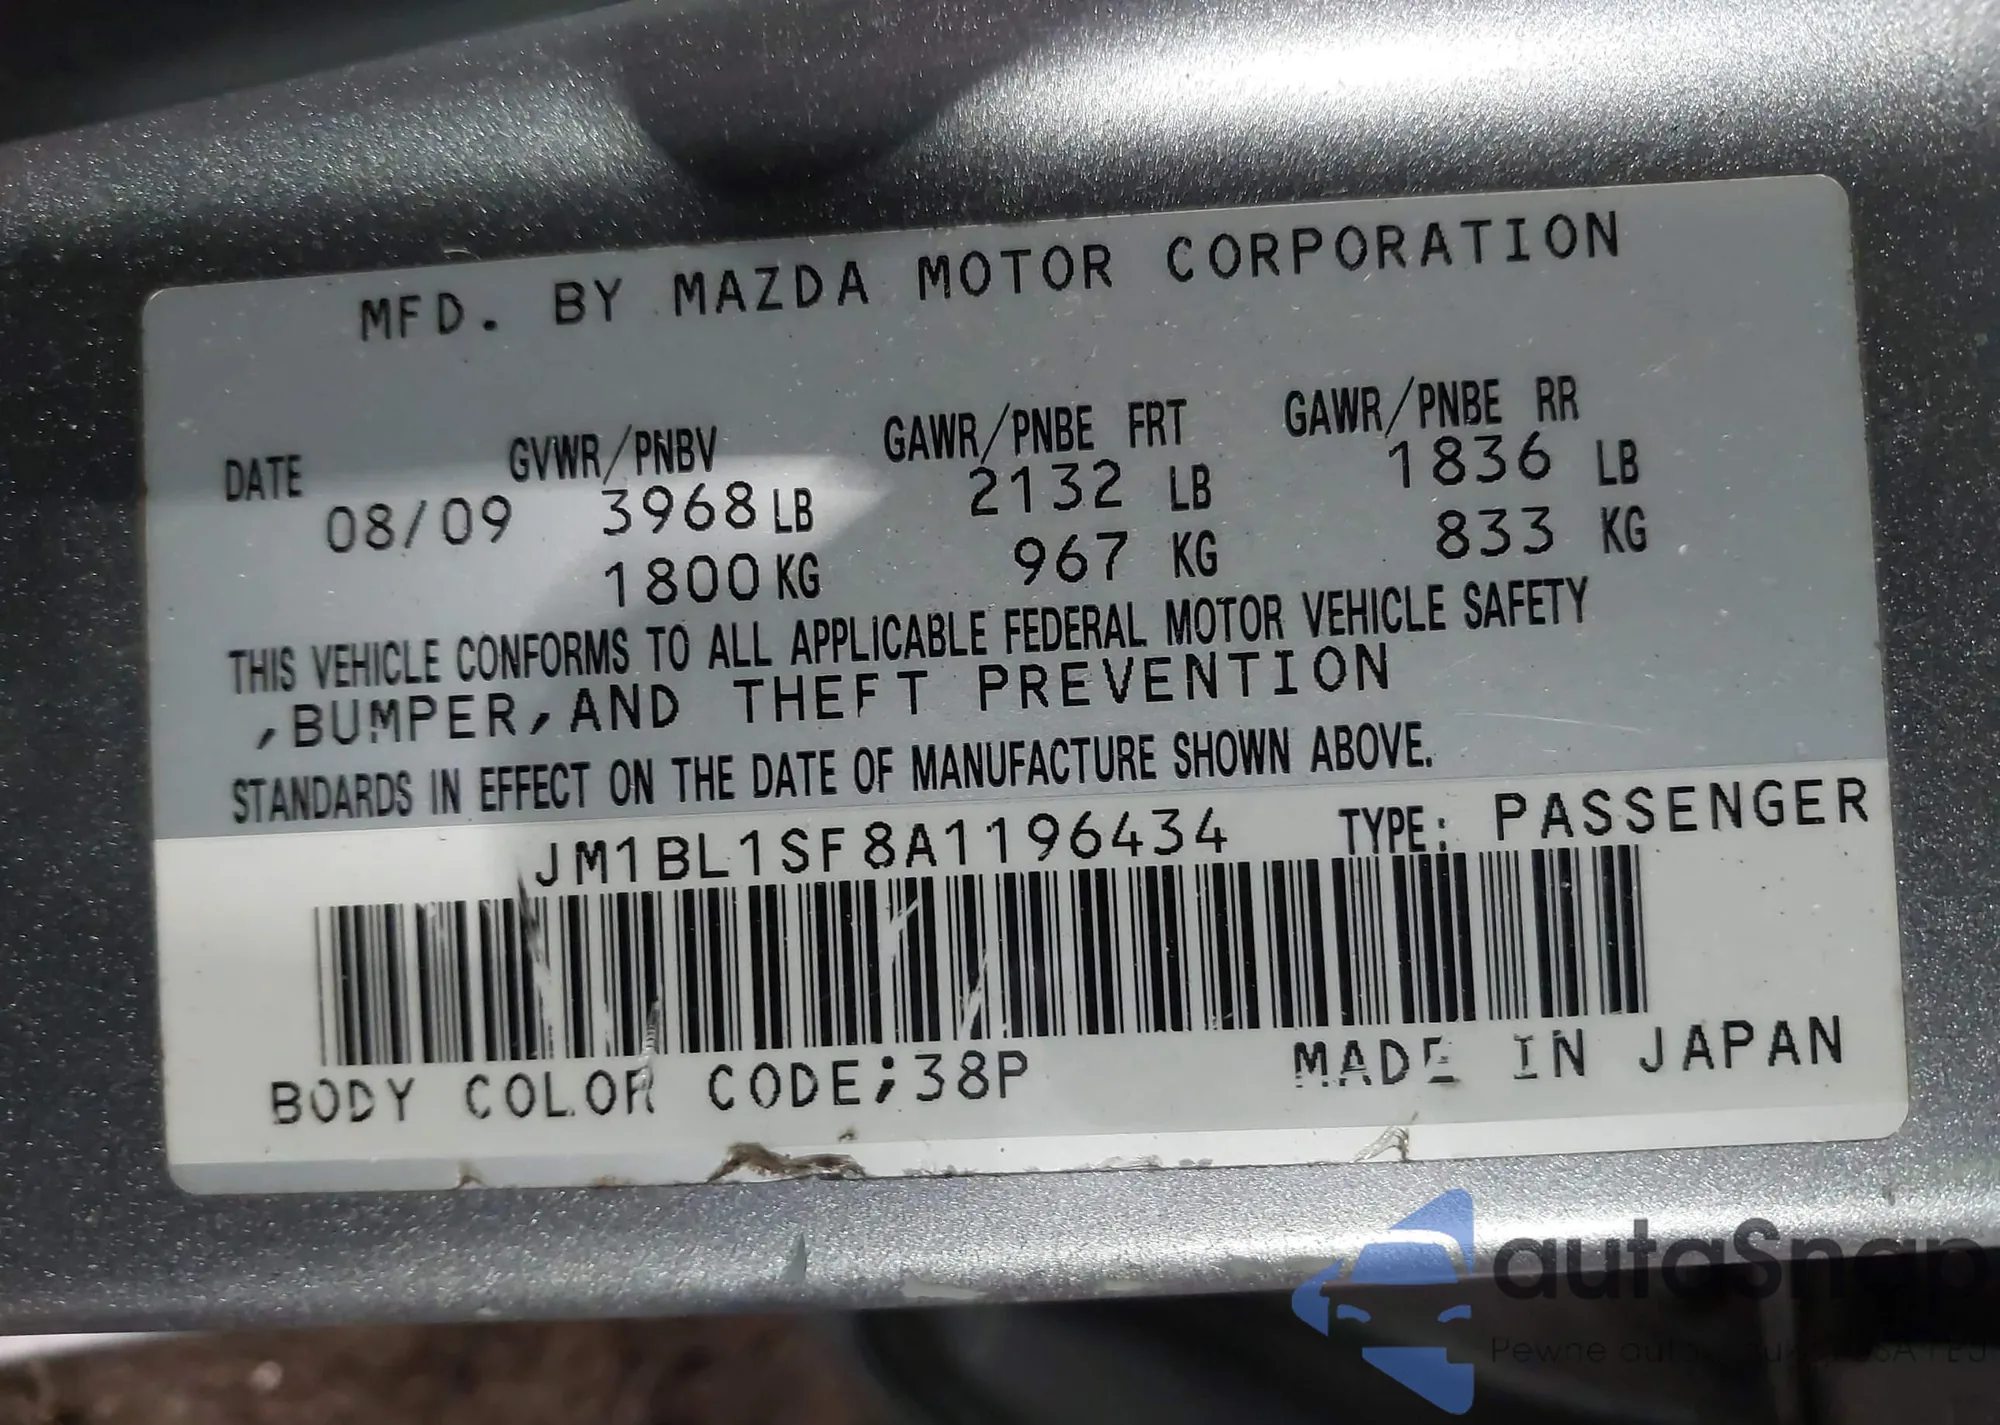 MFD. BY MAZDA MOTOR CORPORATION
DATE GVWR/PNBV GAWR/PNBE FRT GAWR/PNBE RR
08/09 3968 LB 2132 LB 1836 LB
1800 KG 967 KG 833 KG
THIS VEHICLE CONFORMS TO ALL APPLICABLE FEDERAL MOTOR VEHICLE SAFETY
,BUMPER,AND THEFT PREVENTION
STANDARDS IN EFFECT ON THE DATE OF MANUFACTURE SHOWN ABOVE.
JM1BL1SF8A1196434 TYPE: PASSENGER
BODY COLOR CODE;38P MADE IN JAPAN
autoSnap
Pewne